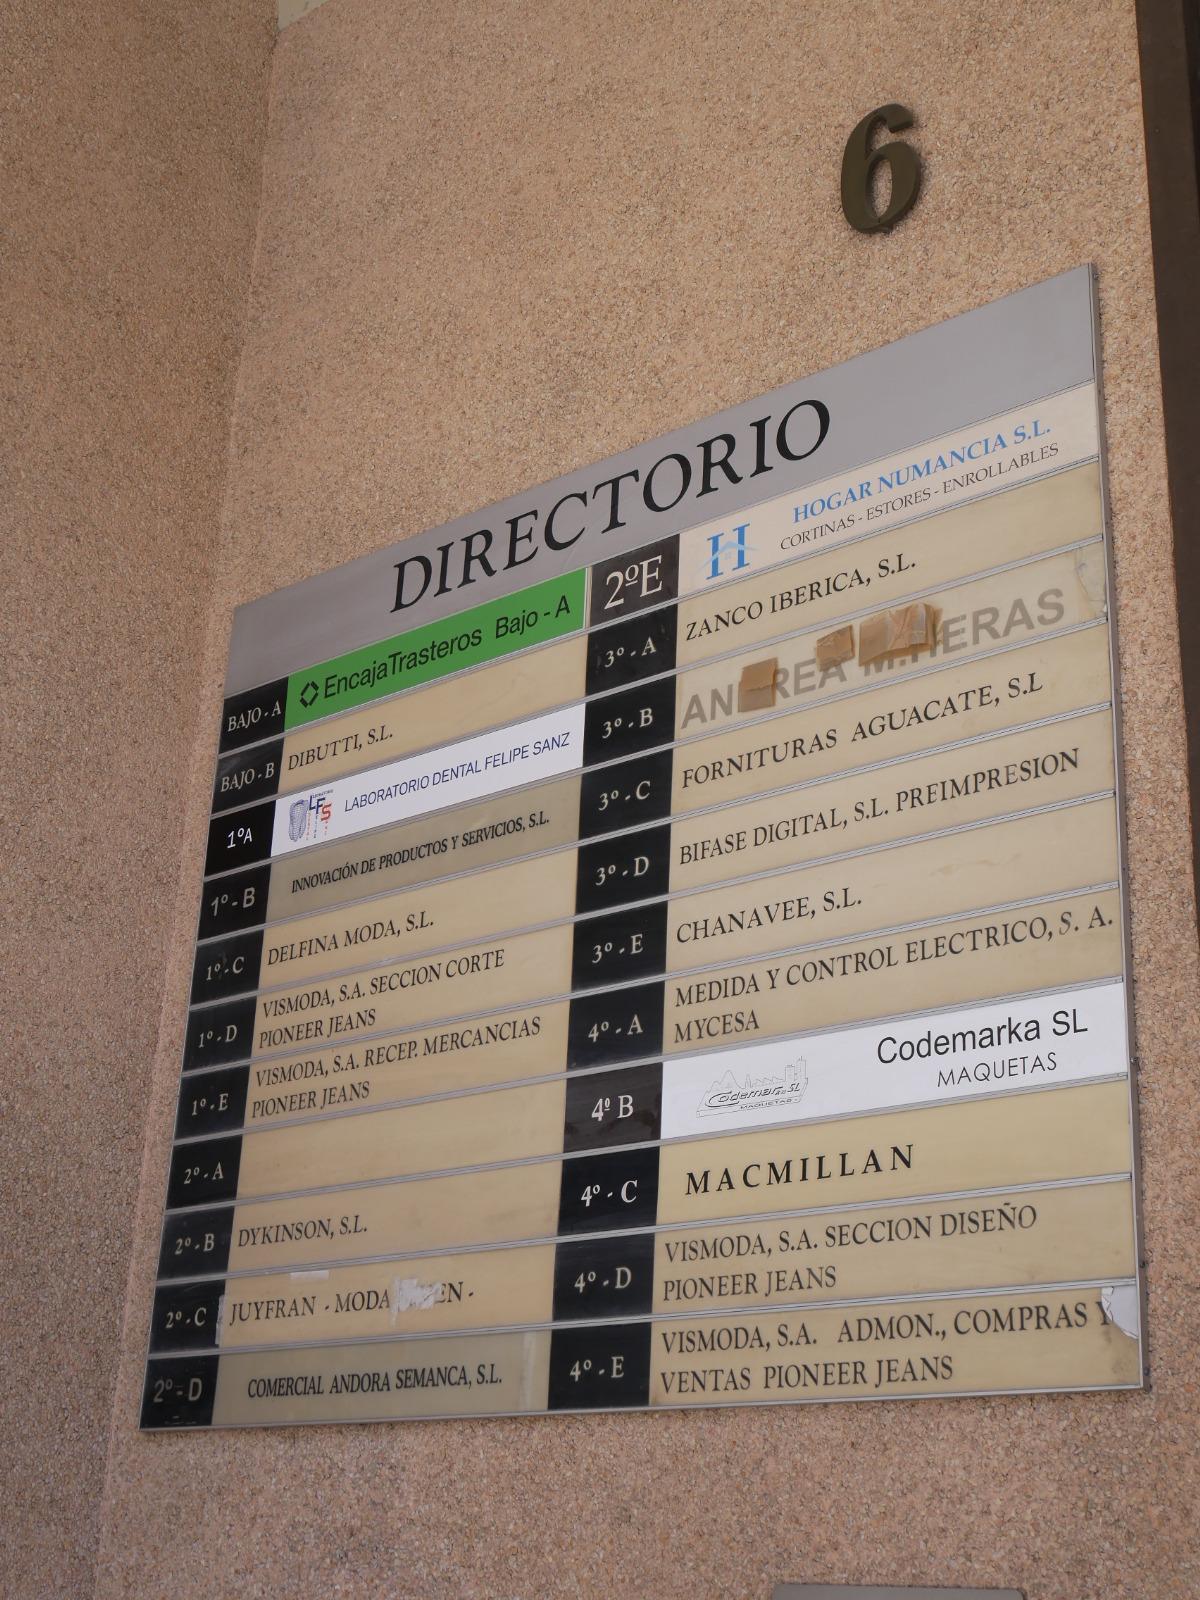 6
DIRECTORIO
BAJO - A EncajaTrasteros Bajo - A
BAJO - B DIBUTTI, S.L.
1ºA LFS LABORATORIO DENTAL FELIPE SANZ
1º - B INNOVACIÓN DE PRODUCTOS Y SERVICIOS, S.L.
1º - C DELFINA MODA, S.L.
1º - D VISMODA, S.A. SECCION CORTE
PIONEER JEANS
1º - E VISMODA, S.A. RECEP. MERCANCIAS
PIONEER JEANS
2º - A
2º - B DYKINSON, S.L.
2º - C JUYFRAN - MODA EN -
2º - D COMERCIAL ANDORA SEMANCA, S.L.
2ºE H HOGAR NUMANCIA S.L.
CORTINAS - ESTORES - ENROLLABLES
3º - A ZANCO IBERICA, S.L.
3º - B ANDREA M. HERAS
3º - C FORNITURAS AGUACATE, S.L
3º - D BIFASE DIGITAL, S.L. PREIMPRESION
3º - E CHANAVEE, S.L.
4º - A MEDIDA Y CONTROL ELECTRICO, S. A.
MYCESA
4º B Codemarka SL
MAQUETAS
4º - C MACMILLAN
4º - D VISMODA, S.A. SECCION DISEÑO
PIONEER JEANS
4º - E VISMODA, S.A. ADMON., COMPRAS Y
VENTAS PIONEER JEANS